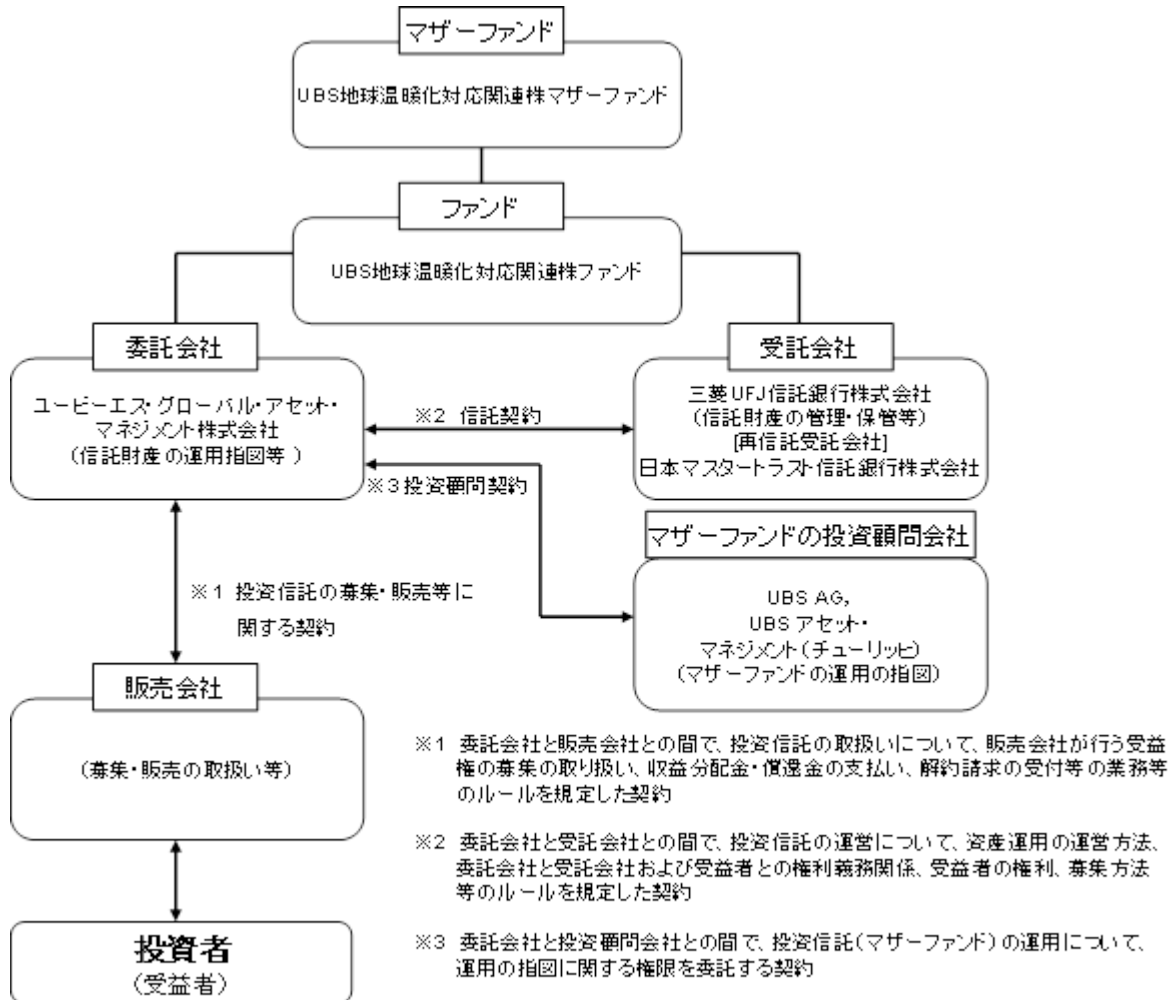 マザーファンド
UBS地球温暖化対応関連株マザーファンド
ファンド
UBS地球温暖化対応関連株ファンド
委託会社
ユービーエス・グローバル・アセット・
マネジメント株式会社
(信託財産の運用指図等)
※2 信託契約
※3投資顧問契約
受託会社
三菱UFJ信託銀行株式会社
(信託財産の管理・保管等)
[再信託受託会社]
日本マスタートラスト信託銀行株式会社
マザーファンドの投資顧問会社
UBS AG,
UBS アセット・
マネジメント(チューリッヒ)
(マザーファンドの運用の指図)
※1 投資信託の募集・販売等に
関する契約
販売会社
(募集・販売の取扱い等)
投資者
(受益者)
※1 委託会社と販売会社との間で、投資信託の取扱いについて、販売会社が行う受益
権の募集の取り扱い、収益分配金・償還金の支払い、解約請求の受付等の業務等
のルールを規定した契約
※2 委託会社と受託会社との間で、投資信託の運営について、資産運用の運営方法、
委託会社と受託会社および受益者との権利義務関係、受益者の権利、募集方法
等のルールを規定した契約
※3 委託会社と投資顧問会社との間で、投資信託(マザーファンド)の運用について、
運用の指図に関する権限を委託する契約